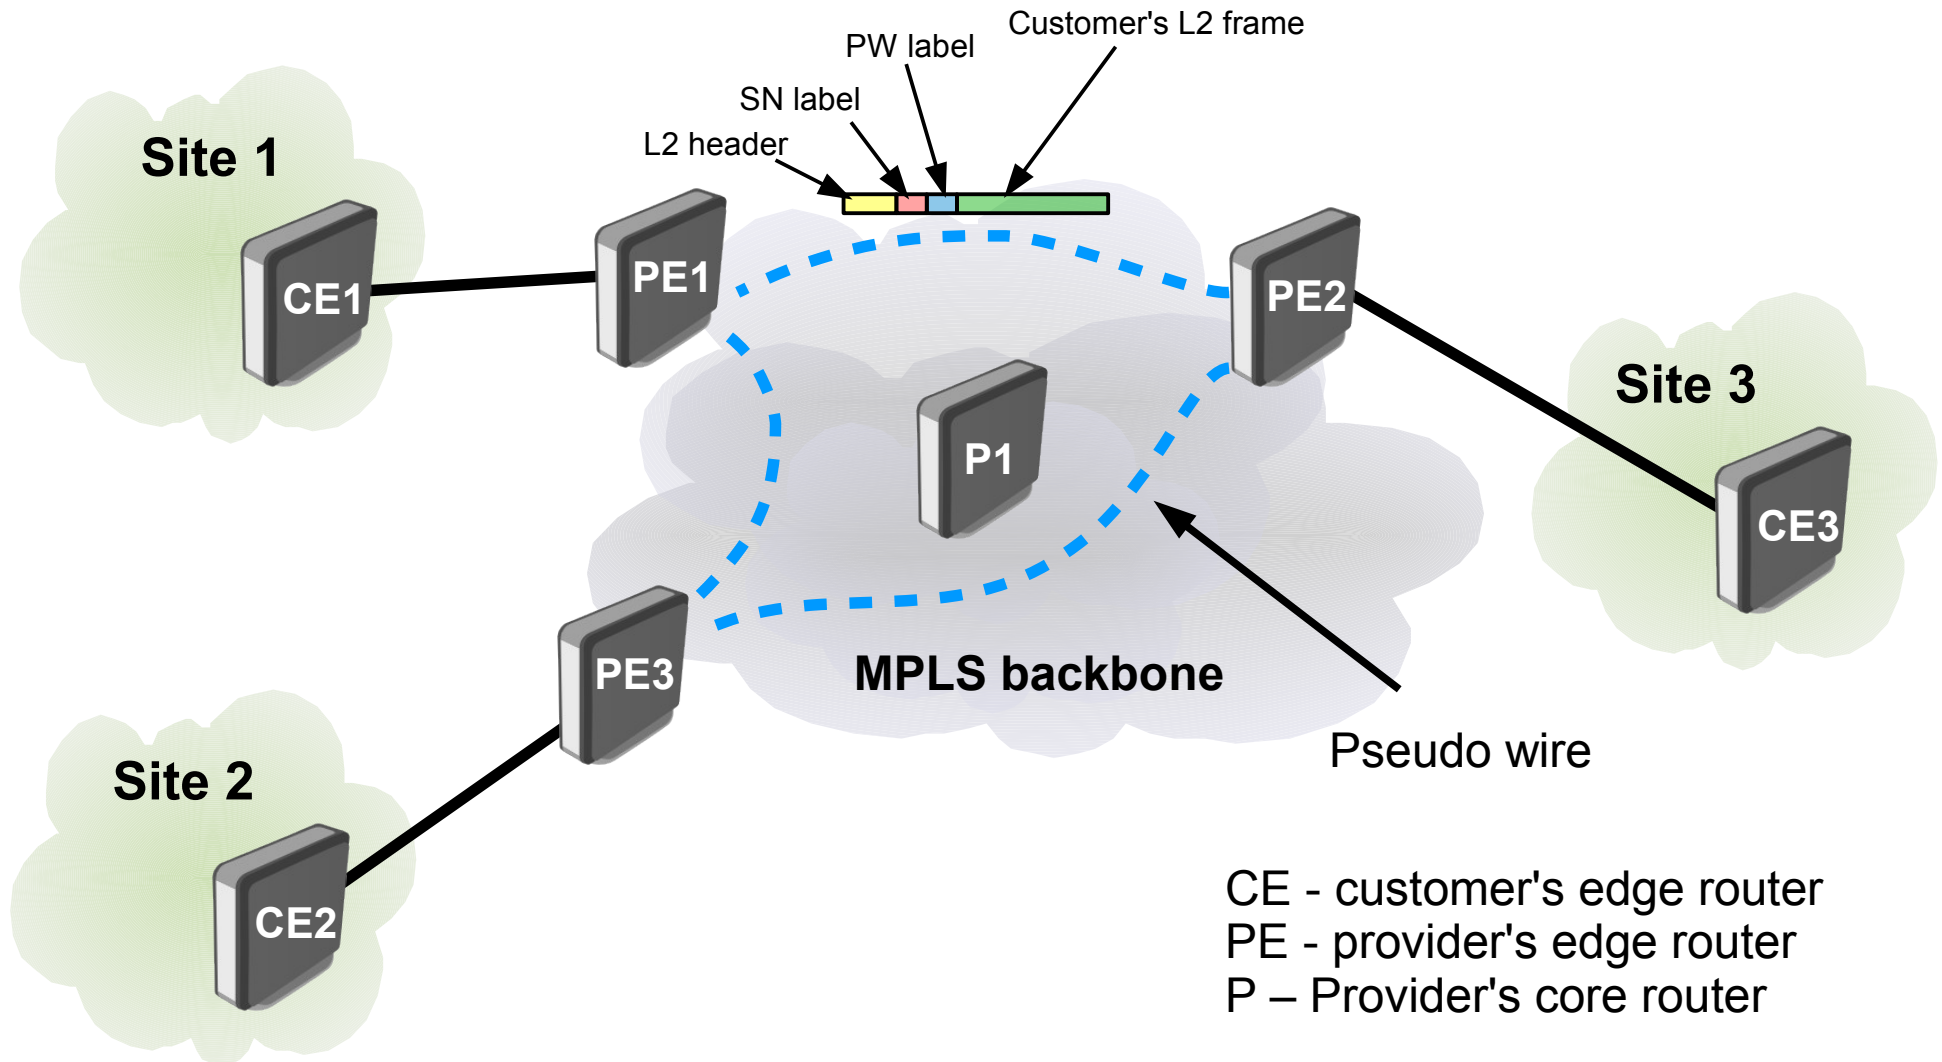 Customer's L2 frame
PW label
SN label
L2 header
Site 1
CE1
PE1
PE2
Site 3
P1
CE3
PE3
MPLS backbone
Pseudo wire
Site 2
CE2
CE - customer's edge router
PE - provider's edge router
P – Provider's core router